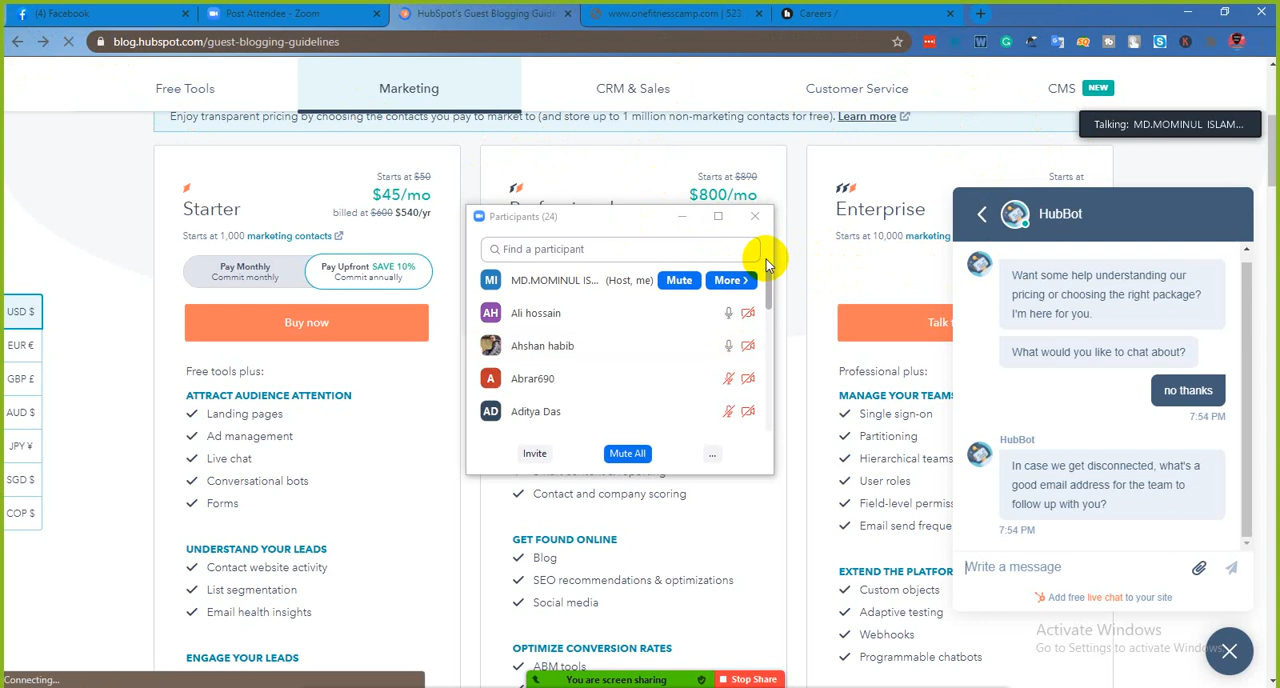 (4) Facebook
Post Attendee - Zoom
HubSpot's Guest Blogging Guide
www.onefitnesscamp.com | 523
Careers /
blog.hubspot.com/guest-blogging-guidelines
Free Tools
Marketing
CRM & Sales
Customer Service
CMS NEW
Enjoy transparent pricing by choosing the contacts you pay to market to (and store up to 1 million non-marketing contacts for free). Learn more
Talking: MD.MOMINUL ISLAM...
USD $
EUR €
GBP £
AUD $
JPY ¥
SGD $
COP $
Starts at $50
$45/mo
Starter
billed at $600 $540/yr
Starts at 1,000 marketing contacts
Pay Monthly
Commit monthly
Pay Upfront SAVE 10%
Commit annually
Buy now
Free tools plus:
ATTRACT AUDIENCE ATTENTION
Landing pages
Ad management
Live chat
Conversational bots
Forms
UNDERSTAND YOUR LEADS
Contact website activity
List segmentation
Email health insights
ENGAGE YOUR LEADS
Starts at $890
$800/mo
Participants (24)
Find a participant
MI MD.MOMINUL IS... (Host, me) Mute More >
AH Ali hossain
Ahshan habib
A Abrar690
AD Aditya Das
Invite
Mute All
...
Contact and company scoring
GET FOUND ONLINE
Blog
SEO recommendations & optimizations
Social media
OPTIMIZE CONVERSION RATES
ABM tools
Starts at
Enterprise
Starts at 10,000 marketing
Talk t
Professional plus:
MANAGE YOUR TEAMS
Single sign-on
Partitioning
Hierarchical teams
User roles
Field-level permis
Email send freque
EXTEND THE PLATFOR
Custom objects
Adaptive testing
Webhooks
Programmable chatbots
HubBot
Want some help understanding our
pricing or choosing the right package?
I'm here for you.
What would you like to chat about?
no thanks
7:54 PM
HubBot
In case we get disconnected, what's a
good email address for the team to
follow up with you?
7:54 PM
Write a message
Add free live chat to your site
Activate Windows
Go to Settings to activate Windows.
Connecting...
You are screen sharing
Stop Share